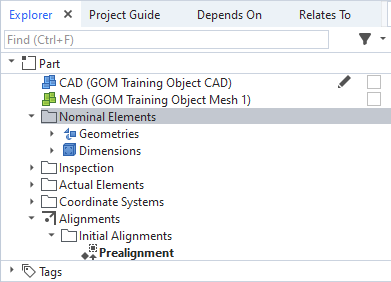 Explorer Project Guide Depends On Relates To
Find (Ctrl+F)
Part
CAD (GOM Training Object CAD)
Mesh (GOM Training Object Mesh 1)
Nominal Elements
Geometries
Dimensions
Inspection
Actual Elements
Coordinate Systems
Alignments
Initial Alignments
Prealignment
Tags